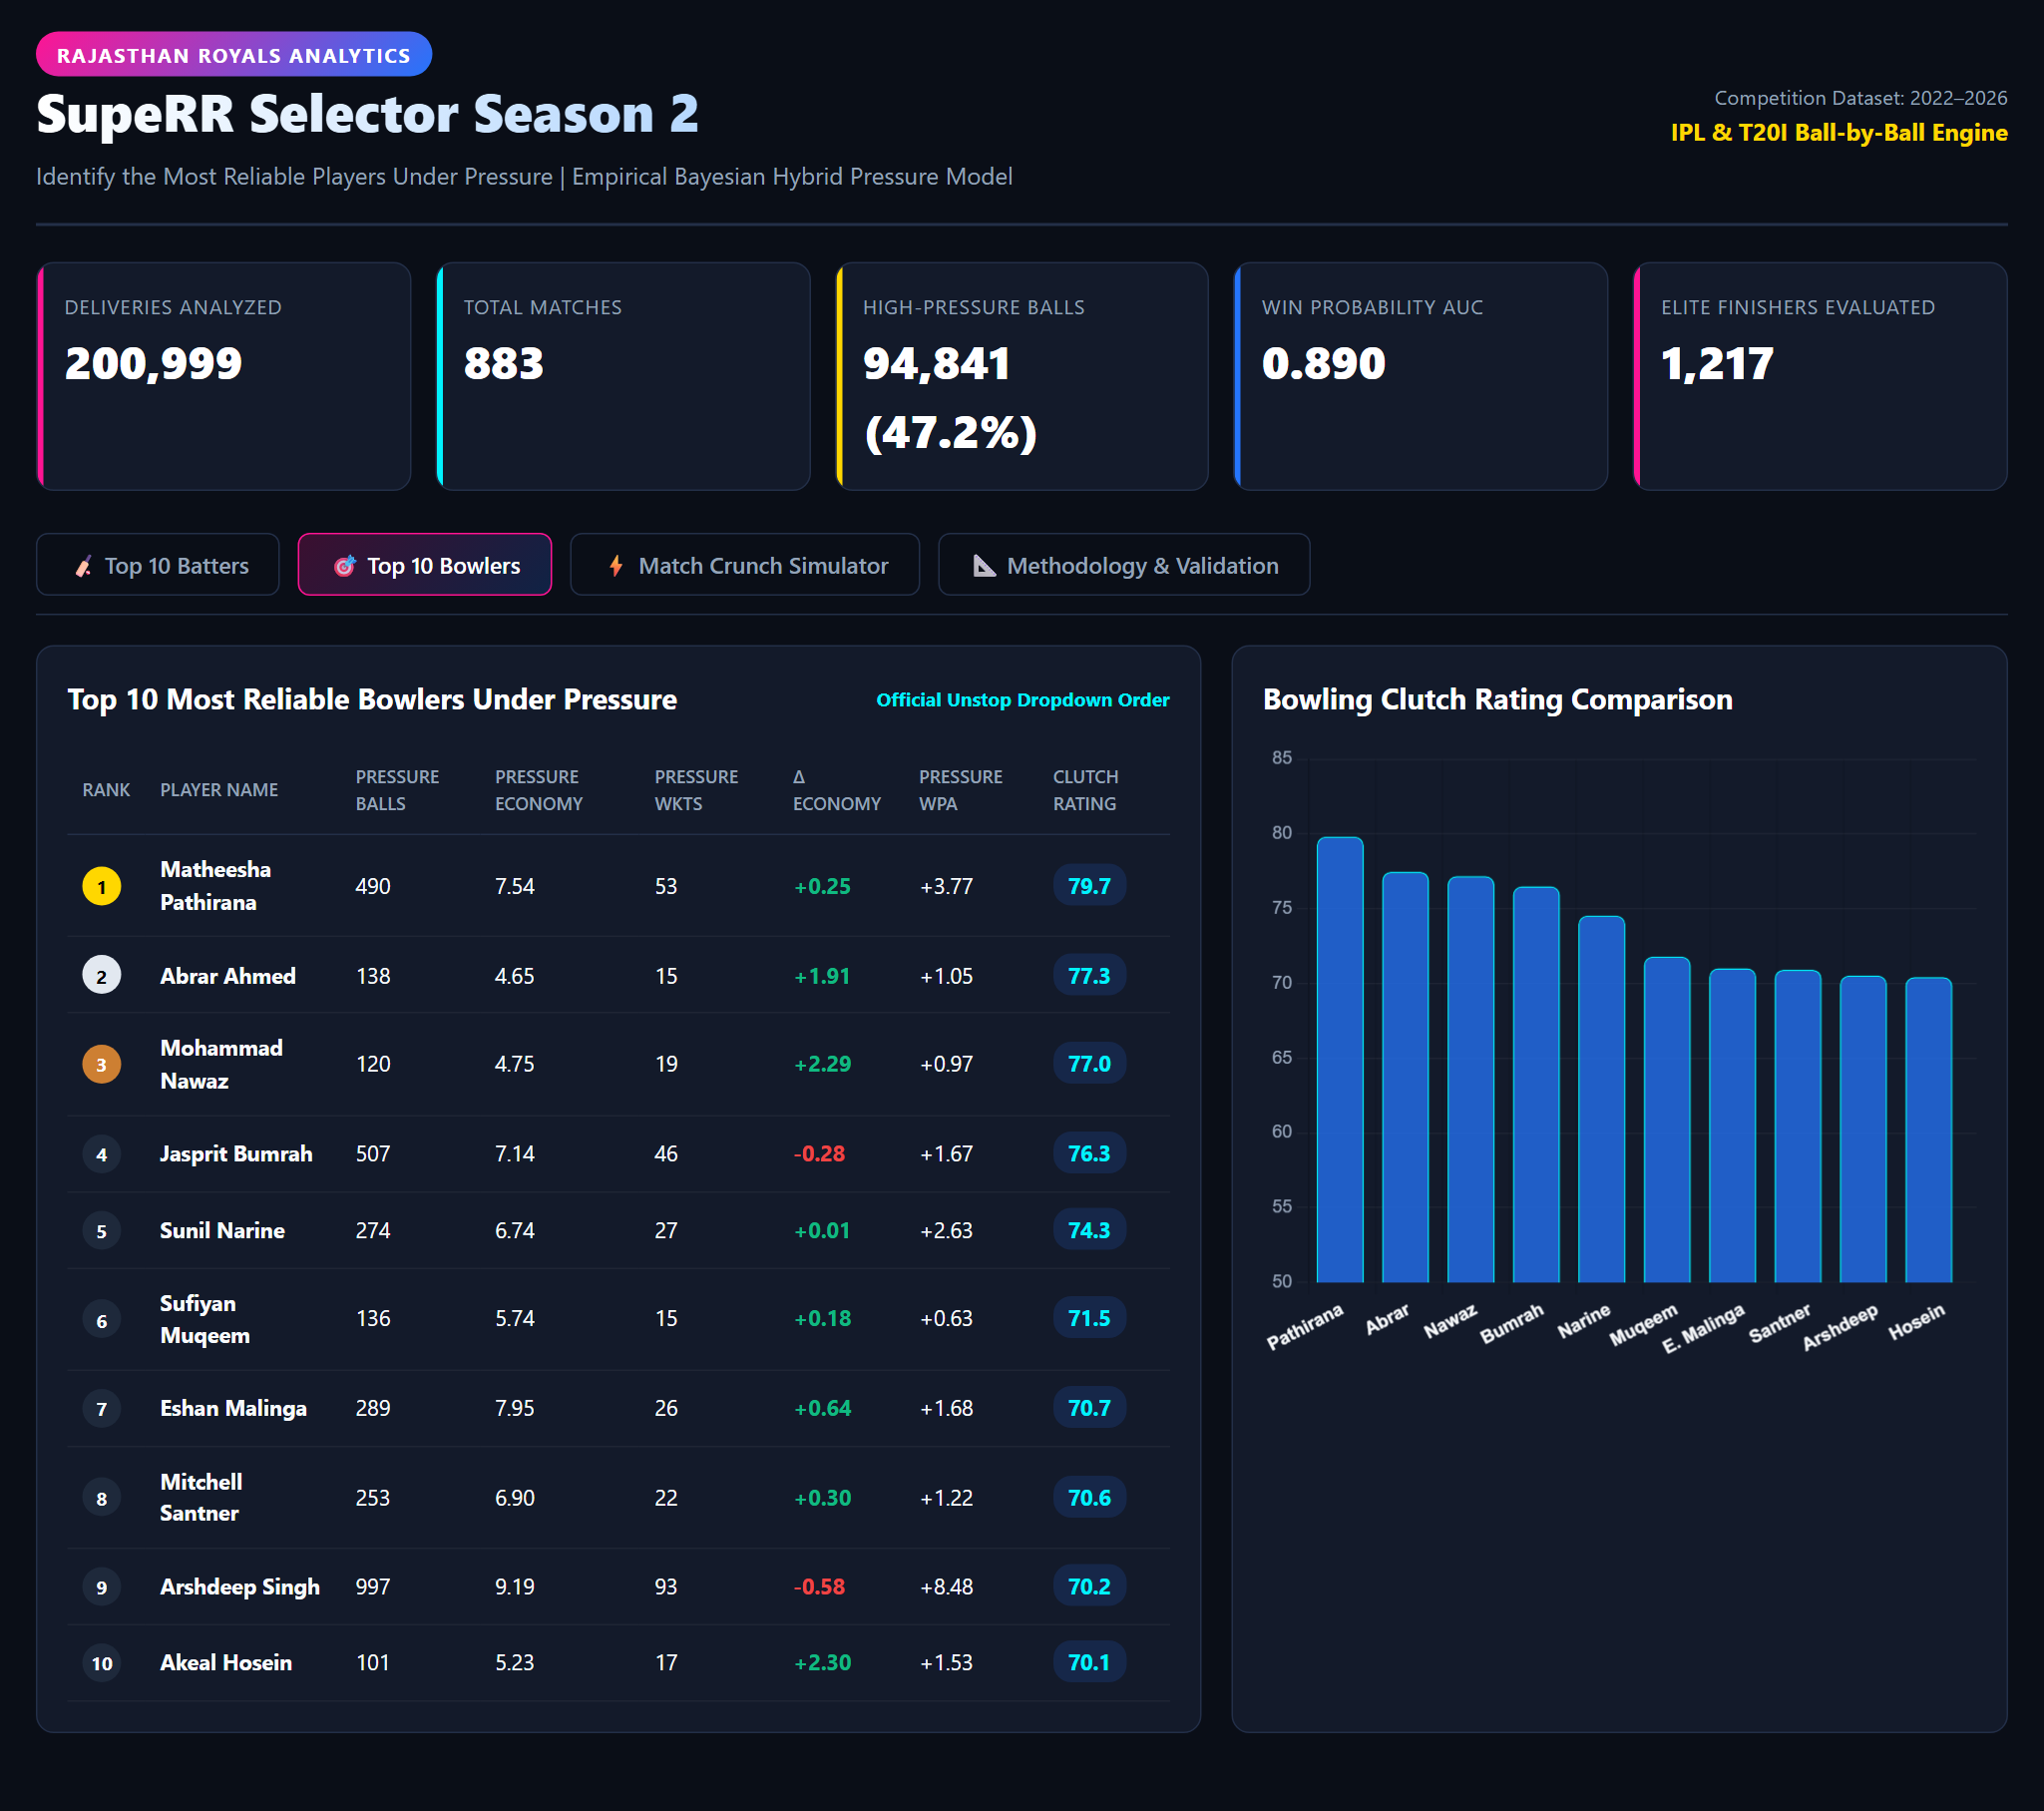 RAJASTHAN ROYALS ANALYTICS
SupeRR Selector Season 2
Identify the Most Reliable Players Under Pressure | Empirical Bayesian Hybrid Pressure Model
Competition Dataset: 2022–2026
IPL & T20I Ball-by-Ball Engine
DELIVERIES ANALYZED
200,999
TOTAL MATCHES
883
HIGH-PRESSURE BALLS
94,841
(47.2%)
WIN PROBABILITY AUC
0.890
ELITE FINISHERS EVALUATED
1,217
Top 10 Batters
Top 10 Bowlers
Match Crunch Simulator
Methodology & Validation
Top 10 Most Reliable Bowlers Under Pressure
Official Unstop Dropdown Order
RANK PLAYER NAME PRESSURE BALLS PRESSURE ECONOMY PRESSURE WKTS Δ ECONOMY PRESSURE WPA CLUTCH RATING
1 Matheesha Pathirana 490 7.54 53 +0.25 +3.77 79.7
2 Abrar Ahmed 138 4.65 15 +1.91 +1.05 77.3
3 Mohammad Nawaz 120 4.75 19 +2.29 +0.97 77.0
4 Jasprit Bumrah 507 7.14 46 -0.28 +1.67 76.3
5 Sunil Narine 274 6.74 27 +0.01 +2.63 74.3
6 Sufiyan Muqeem 136 5.74 15 +0.18 +0.63 71.5
7 Eshan Malinga 289 7.95 26 +0.64 +1.68 70.7
8 Mitchell Santner 253 6.90 22 +0.30 +1.22 70.6
9 Arshdeep Singh 997 9.19 93 -0.58 +8.48 70.2
10 Akeal Hosein 101 5.23 17 +2.30 +1.53 70.1
Bowling Clutch Rating Comparison
85
80
75
70
65
60
55
50
Pathirana Abrar Nawaz Bumrah Narine Muqeem E. Malinga Santner Arshdeep Hosein